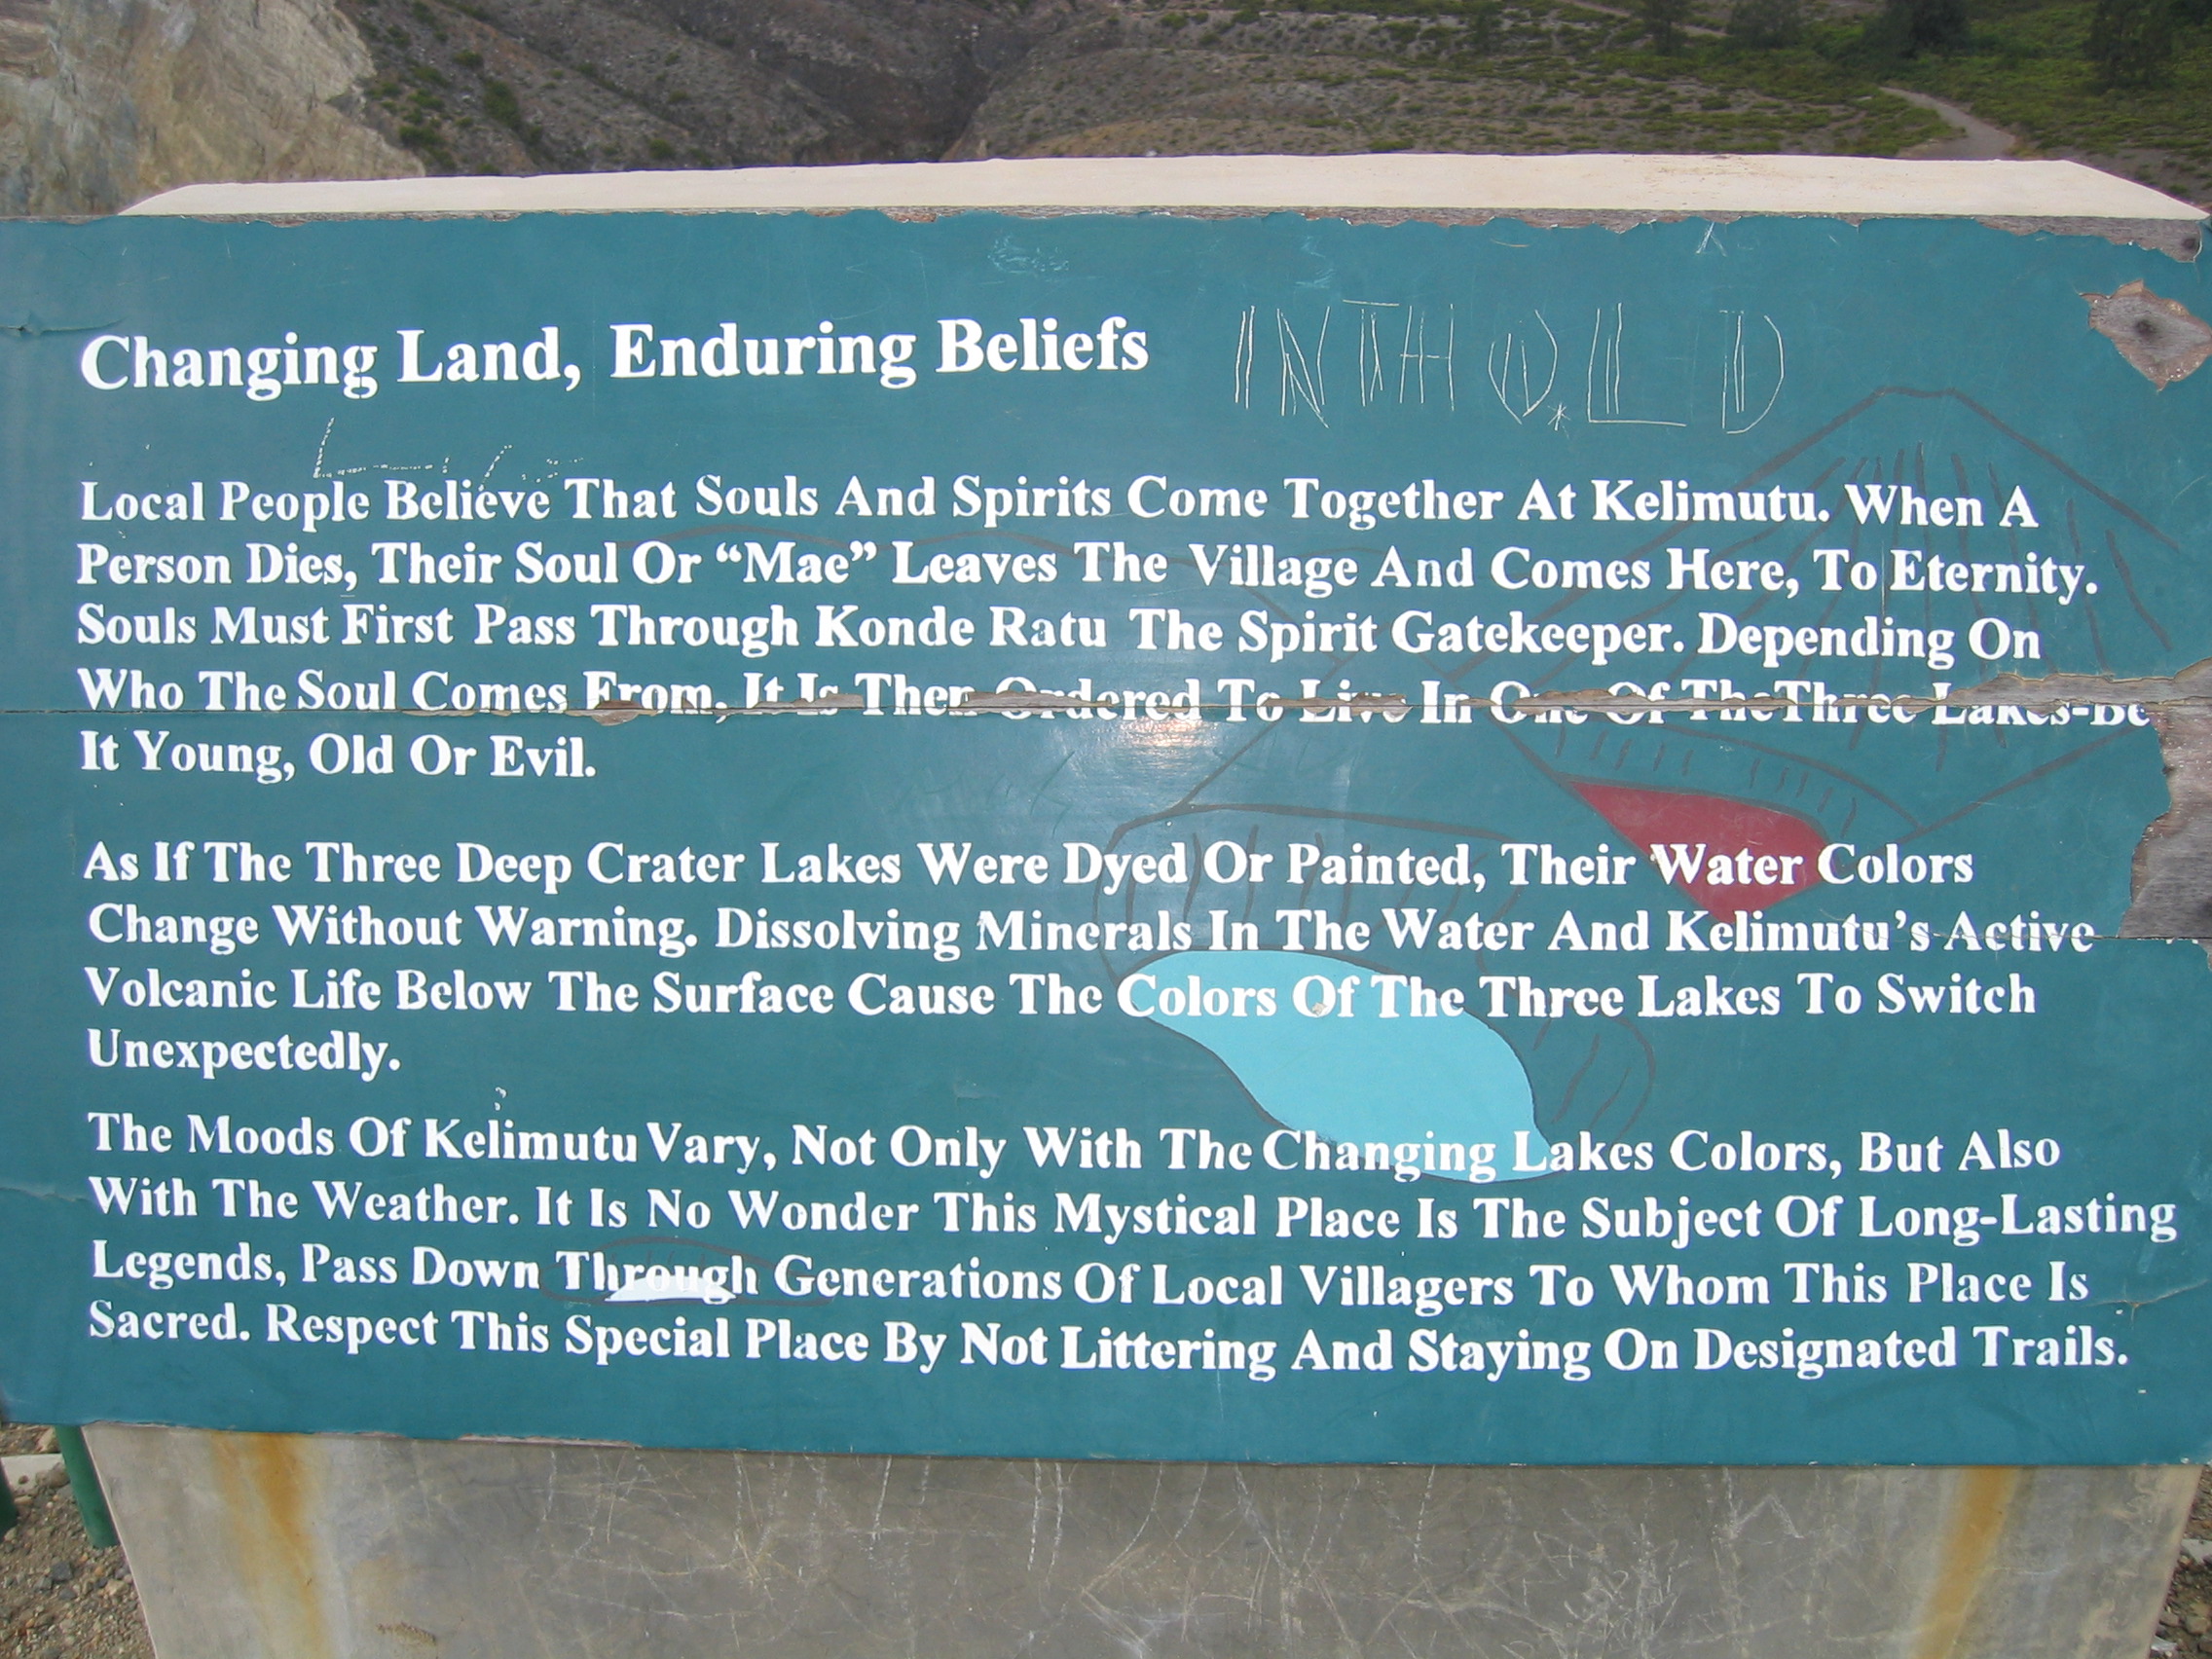 Changing Land, Enduring Beliefs
INTHOLD
Local People Believe That Souls And Spirits Come Together At Kelimutu. When A
Person Dies, Their Soul Or “Mae” Leaves The Village And Comes Here, To Eternity.
Souls Must First Pass Through Konde Ratu The Spirit Gatekeeper. Depending On
Who The Soul Comes From, It Is Then Ordered To Live In One Of The Three Lakes-Be
It Young, Old Or Evil.
As If The Three Deep Crater Lakes Were Dyed Or Painted, Their Water Colors
Change Without Warning. Dissolving Minerals In The Water And Kelimutu's Active
Volcanic Life Below The Surface Cause The Colors Of The Three Lakes To Switch
Unexpectedly.
The Moods Of Kelimutu Vary, Not Only With The Changing Lakes Colors, But Also
With The Weather. It Is No Wonder This Mystical Place Is The Subject Of Long-Lasting
Legends, Pass Down Through Generations Of Local Villagers To Whom This Place Is
Sacred. Respect This Special Place By Not Littering And Staying On Designated Trails.